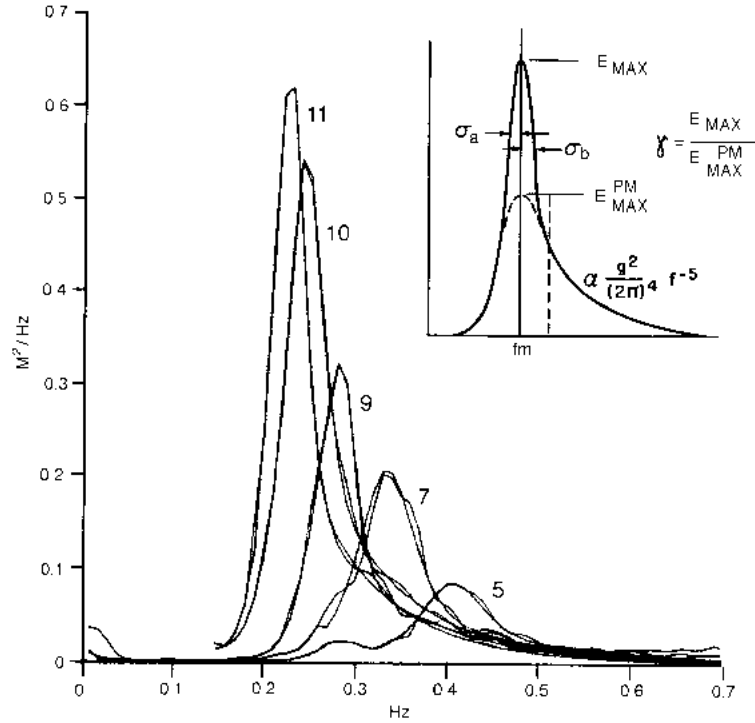 0.7
0.6
0.5
0.4
0.3
0.2
0.1
0
M²/Hz
0
0.1
0.2
0.3
0.4
0.5
0.6
0.7
Hz
11
10
9
7
5
E MAX
σa
σb
γ = E MAX / E PM MAX
E PM MAX
α g² / (2π)4 f⁻⁵
fm